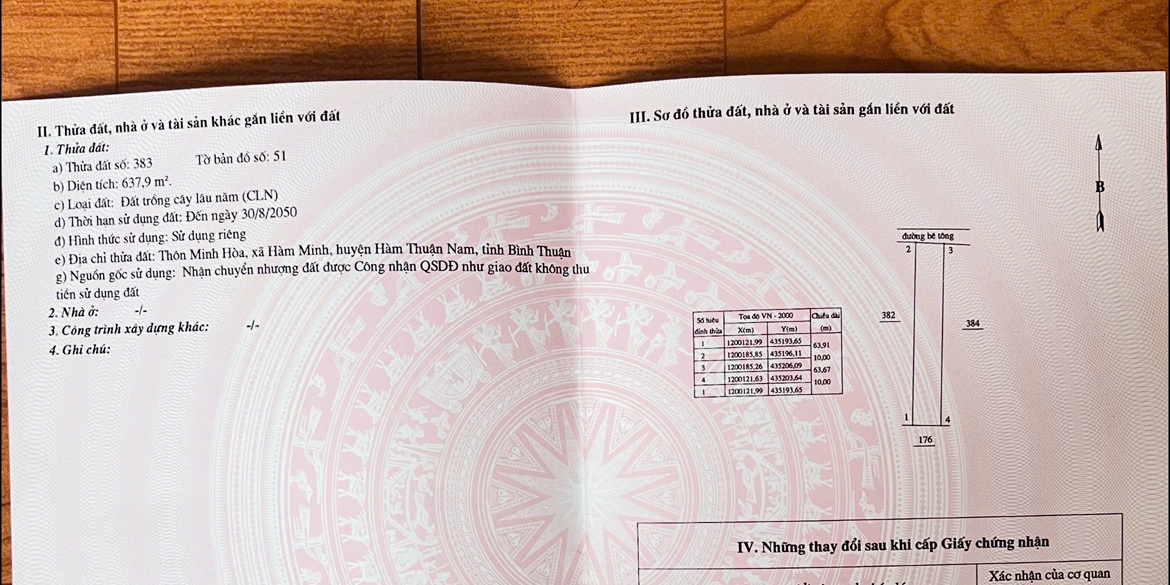 II. Thửa đất, nhà ở và tài sản khác gắn liền với đất
1. Thửa đất:
a) Thửa đất số: 383 Tờ bản đồ số: 51
b) Diện tích: 637,9 m².
c) Loại đất: Đất trồng cây lâu năm (CLN)
d) Thời hạn sử dụng đất: Đến ngày 30/8/2050
đ) Hình thức sử dụng: Sử dụng riêng
e) Địa chỉ thửa đất: Thôn Minh Hòa, xã Hàm Minh, huyện Hàm Thuận Nam, tỉnh Bình Thuận
g) Nguồn gốc sử dụng: Nhận chuyển nhượng đất được Công nhận QSDĐ như giao đất không thu
tiền sử dụng đất
2. Nhà ở: -/-
3. Công trình xây dựng khác: -/-
4. Ghi chú:
III. Sơ đồ thửa đất, nhà ở và tài sản gắn liền với đất
B
đường bê tông
2 3
382
384
1 4
176
Số hiệu đỉnh thửa Tọa độ VN - 2000 Chiều dài (m)
X(m) Y(m)
1 1200121,99 435193,65
63,91
2 1200185,85 435196,11
10,00
3 1200185,26 435206,09
63,67
4 1200121,63 435203,64
10,00
1 1200121,99 435193,65
IV. Những thay đổi sau khi cấp Giấy chứng nhận
Xác nhận của cơ quan